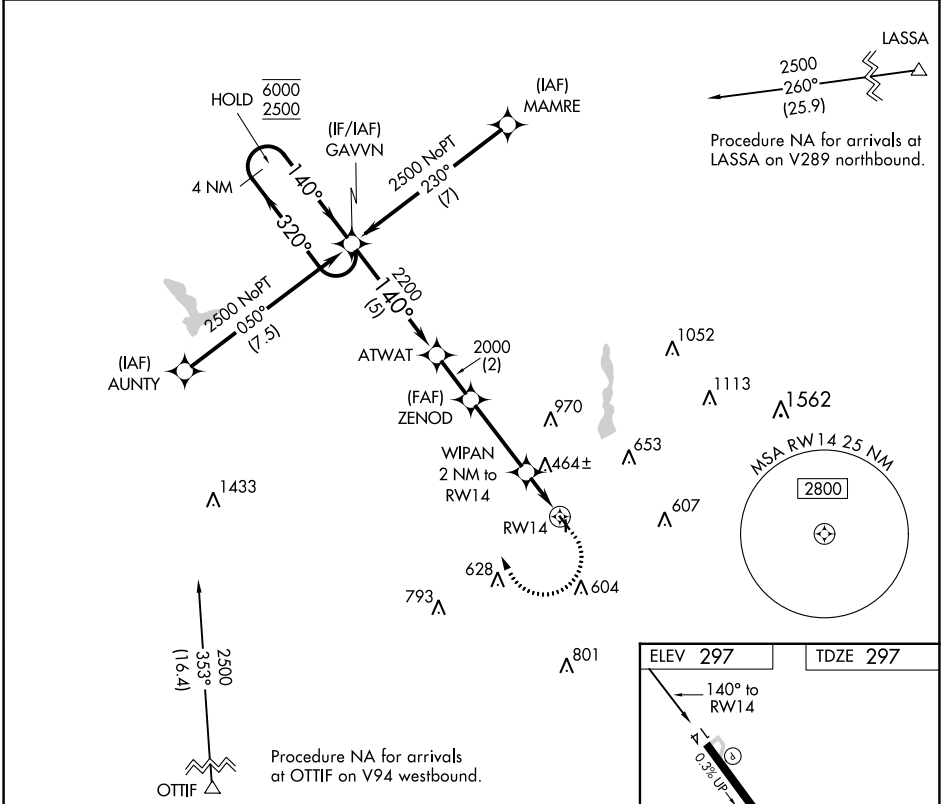 LASSA
2500
260°
(25.9)
Procedure NA for arrivals at
LASSA on V289 northbound.
HOLD
6000
2500
4 NM
140°
320°
(IF/IAF)
GAVVN
(IAF)
MAMRE
2500 NoPT
230°
(7)
2500 NoPT
050°
(7.5)
(IAF)
AUNTY
2200
140°
(5)
ATWAT
2000
(2)
(FAF)
ZENOD
WIPAN
2 NM to
RW14
RW14
1052
1113
1562
970
464±
653
607
1433
628
793
604
801
MSA RW14 25 NM
2800
2500
353°
(16.4)
OTTIF
Procedure NA for arrivals
at OTTIF on V94 westbound.
ELEV 297
TDZE 297
140° to
RW14
14
P
0.3% UP